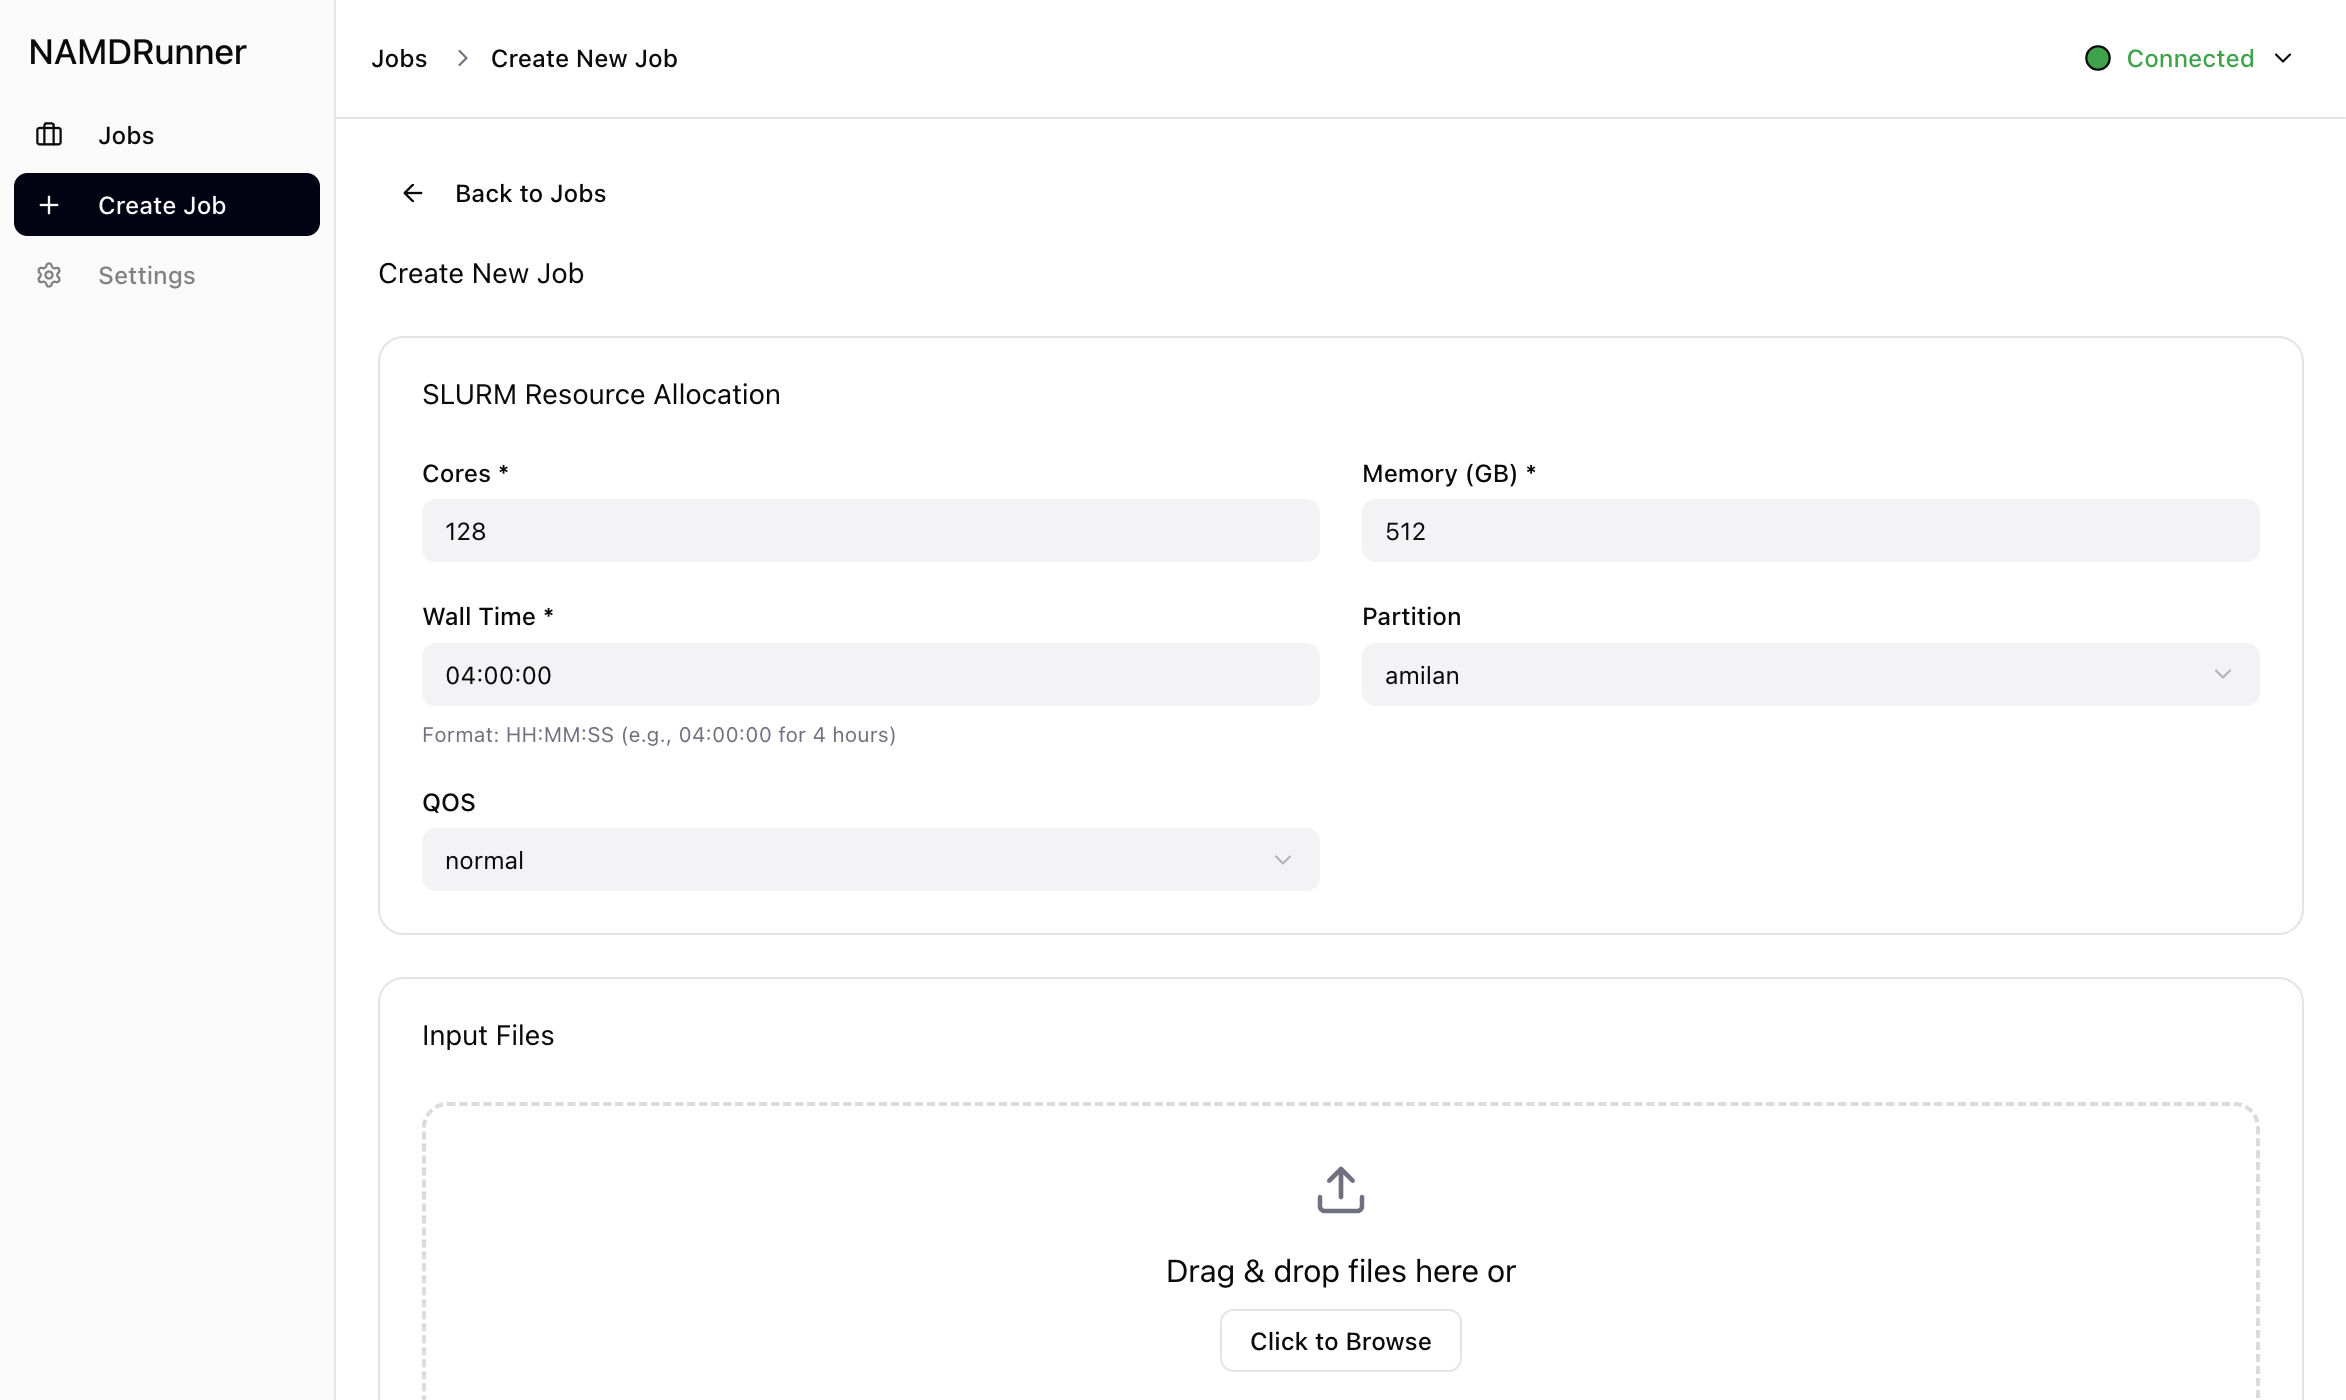 NAMDRunner
Jobs
Create Job
Settings
Jobs > Create New Job
Connected
Back to Jobs
Create New Job
SLURM Resource Allocation
Cores *
128
Memory (GB) *
512
Wall Time *
04:00:00
Format: HH:MM:SS (e.g., 04:00:00 for 4 hours)
Partition
amilan
QOS
normal
Input Files
Drag & drop files here or
Click to Browse